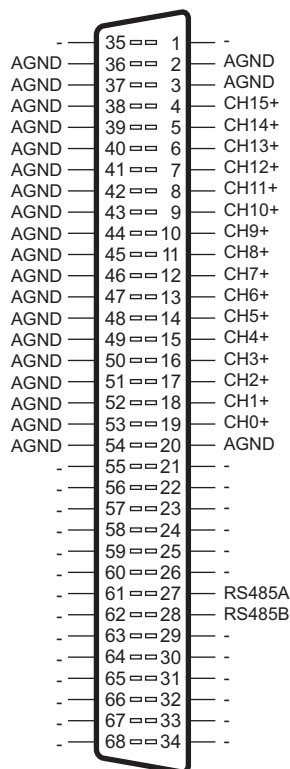 - 35 1 -
AGND 36 2 AGND
AGND 37 3 AGND
AGND 38 4 CH15+
AGND 39 5 CH14+
AGND 40 6 CH13+
AGND 41 7 CH12+
AGND 42 8 CH11+
AGND 43 9 CH10+
AGND 44 10 CH9+
AGND 45 11 CH8+
AGND 46 12 CH7+
AGND 47 13 CH6+
AGND 48 14 CH5+
AGND 49 15 CH4+
AGND 50 16 CH3+
AGND 51 17 CH2+
AGND 52 18 CH1+
AGND 53 19 CH0+
AGND 54 20 AGND
- 55 21 -
- 56 22 -
- 57 23 -
- 58 24 -
- 59 25 -
- 60 26 -
- 61 27 RS485A
- 62 28 RS485B
- 63 29 -
- 64 30 -
- 65 31 -
- 66 32 -
- 67 33 -
- 68 34 -